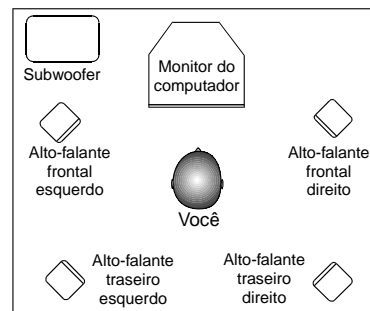 Subwoofer
Monitor do
computador
Alto-falante
frontal
esquerdo
Alto-falante
frontal
direito
Você
Alto-falante
traseiro
esquerdo
Alto-falante
traseiro
direito